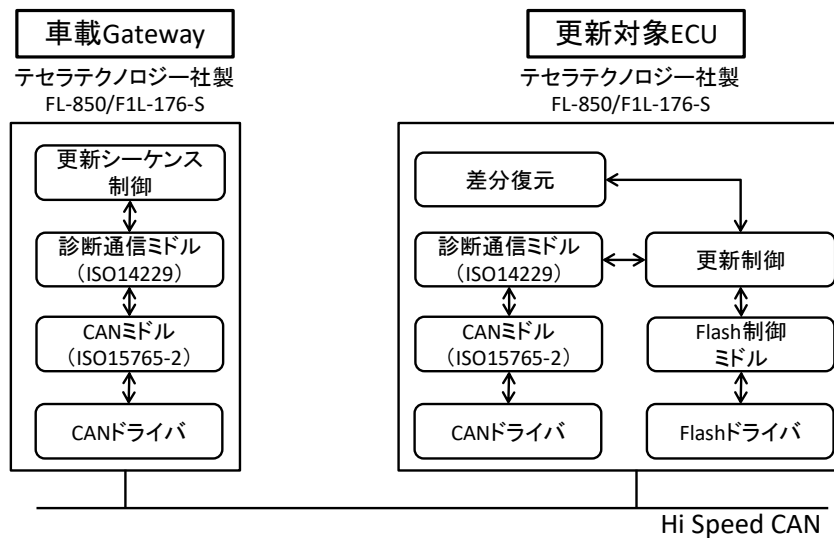 車載Gateway
テセラテクノロジー社製
FL-850/F1L-176-S
更新シーケンス
制御
診断通信ミドル
（ISO14229）
CANミドル
（ISO15765-2）
CANドライバ
更新対象ECU
テセラテクノロジー社製
FL-850/F1L-176-S
差分復元
診断通信ミドル
（ISO14229）
更新制御
CANミドル
（ISO15765-2）
Flash制御
ミドル
CANドライバ
Flashドライバ
Hi Speed CAN